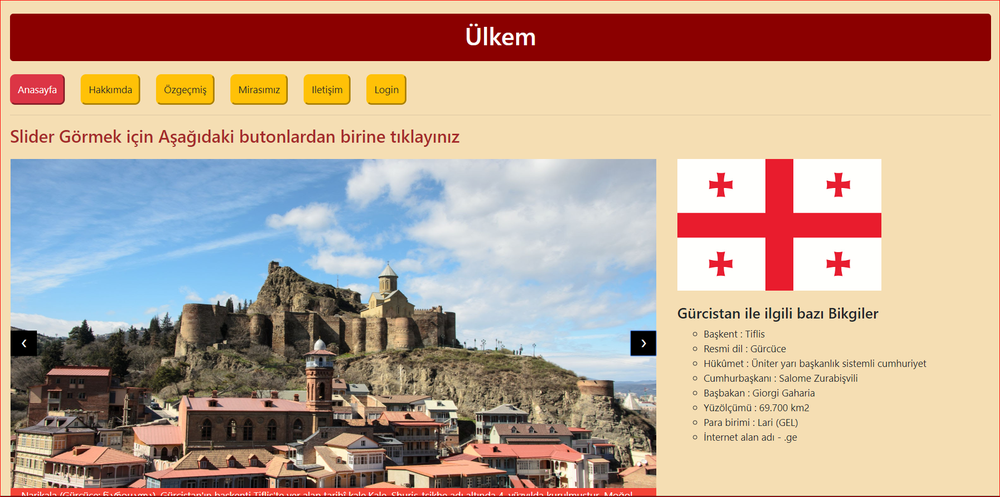 Ülkem
Anasayfa Hakkımda Özgeçmiş Mirasımız Iletişim Login
Slider Görmek için Aşağıdaki butonlardan birine tıklayınız
❮ ❯
Gürcistan ile ilgili bazı Bikgiler
Başkent : Tiflis
Resmi dil : Gürcüce
Hükûmet : Üniter yarı başkanlık sistemli cumhuriyet
Cumhurbaşkanı : Salome Zurabişvili
Başbakan : Giorgi Gaharia
Yüzölçümü : 69.700 km2
Para birimi : Lari (GEL)
İnternet alan adı - .ge
Narikala (Gürcüce: ნარიყალა), Gürcistan'ın başkenti Tiflis'te yer alan tarihî kale.Kale, Shuris-tsikhe adı altında 4. yüzyılda kurulmuştur. Moğol